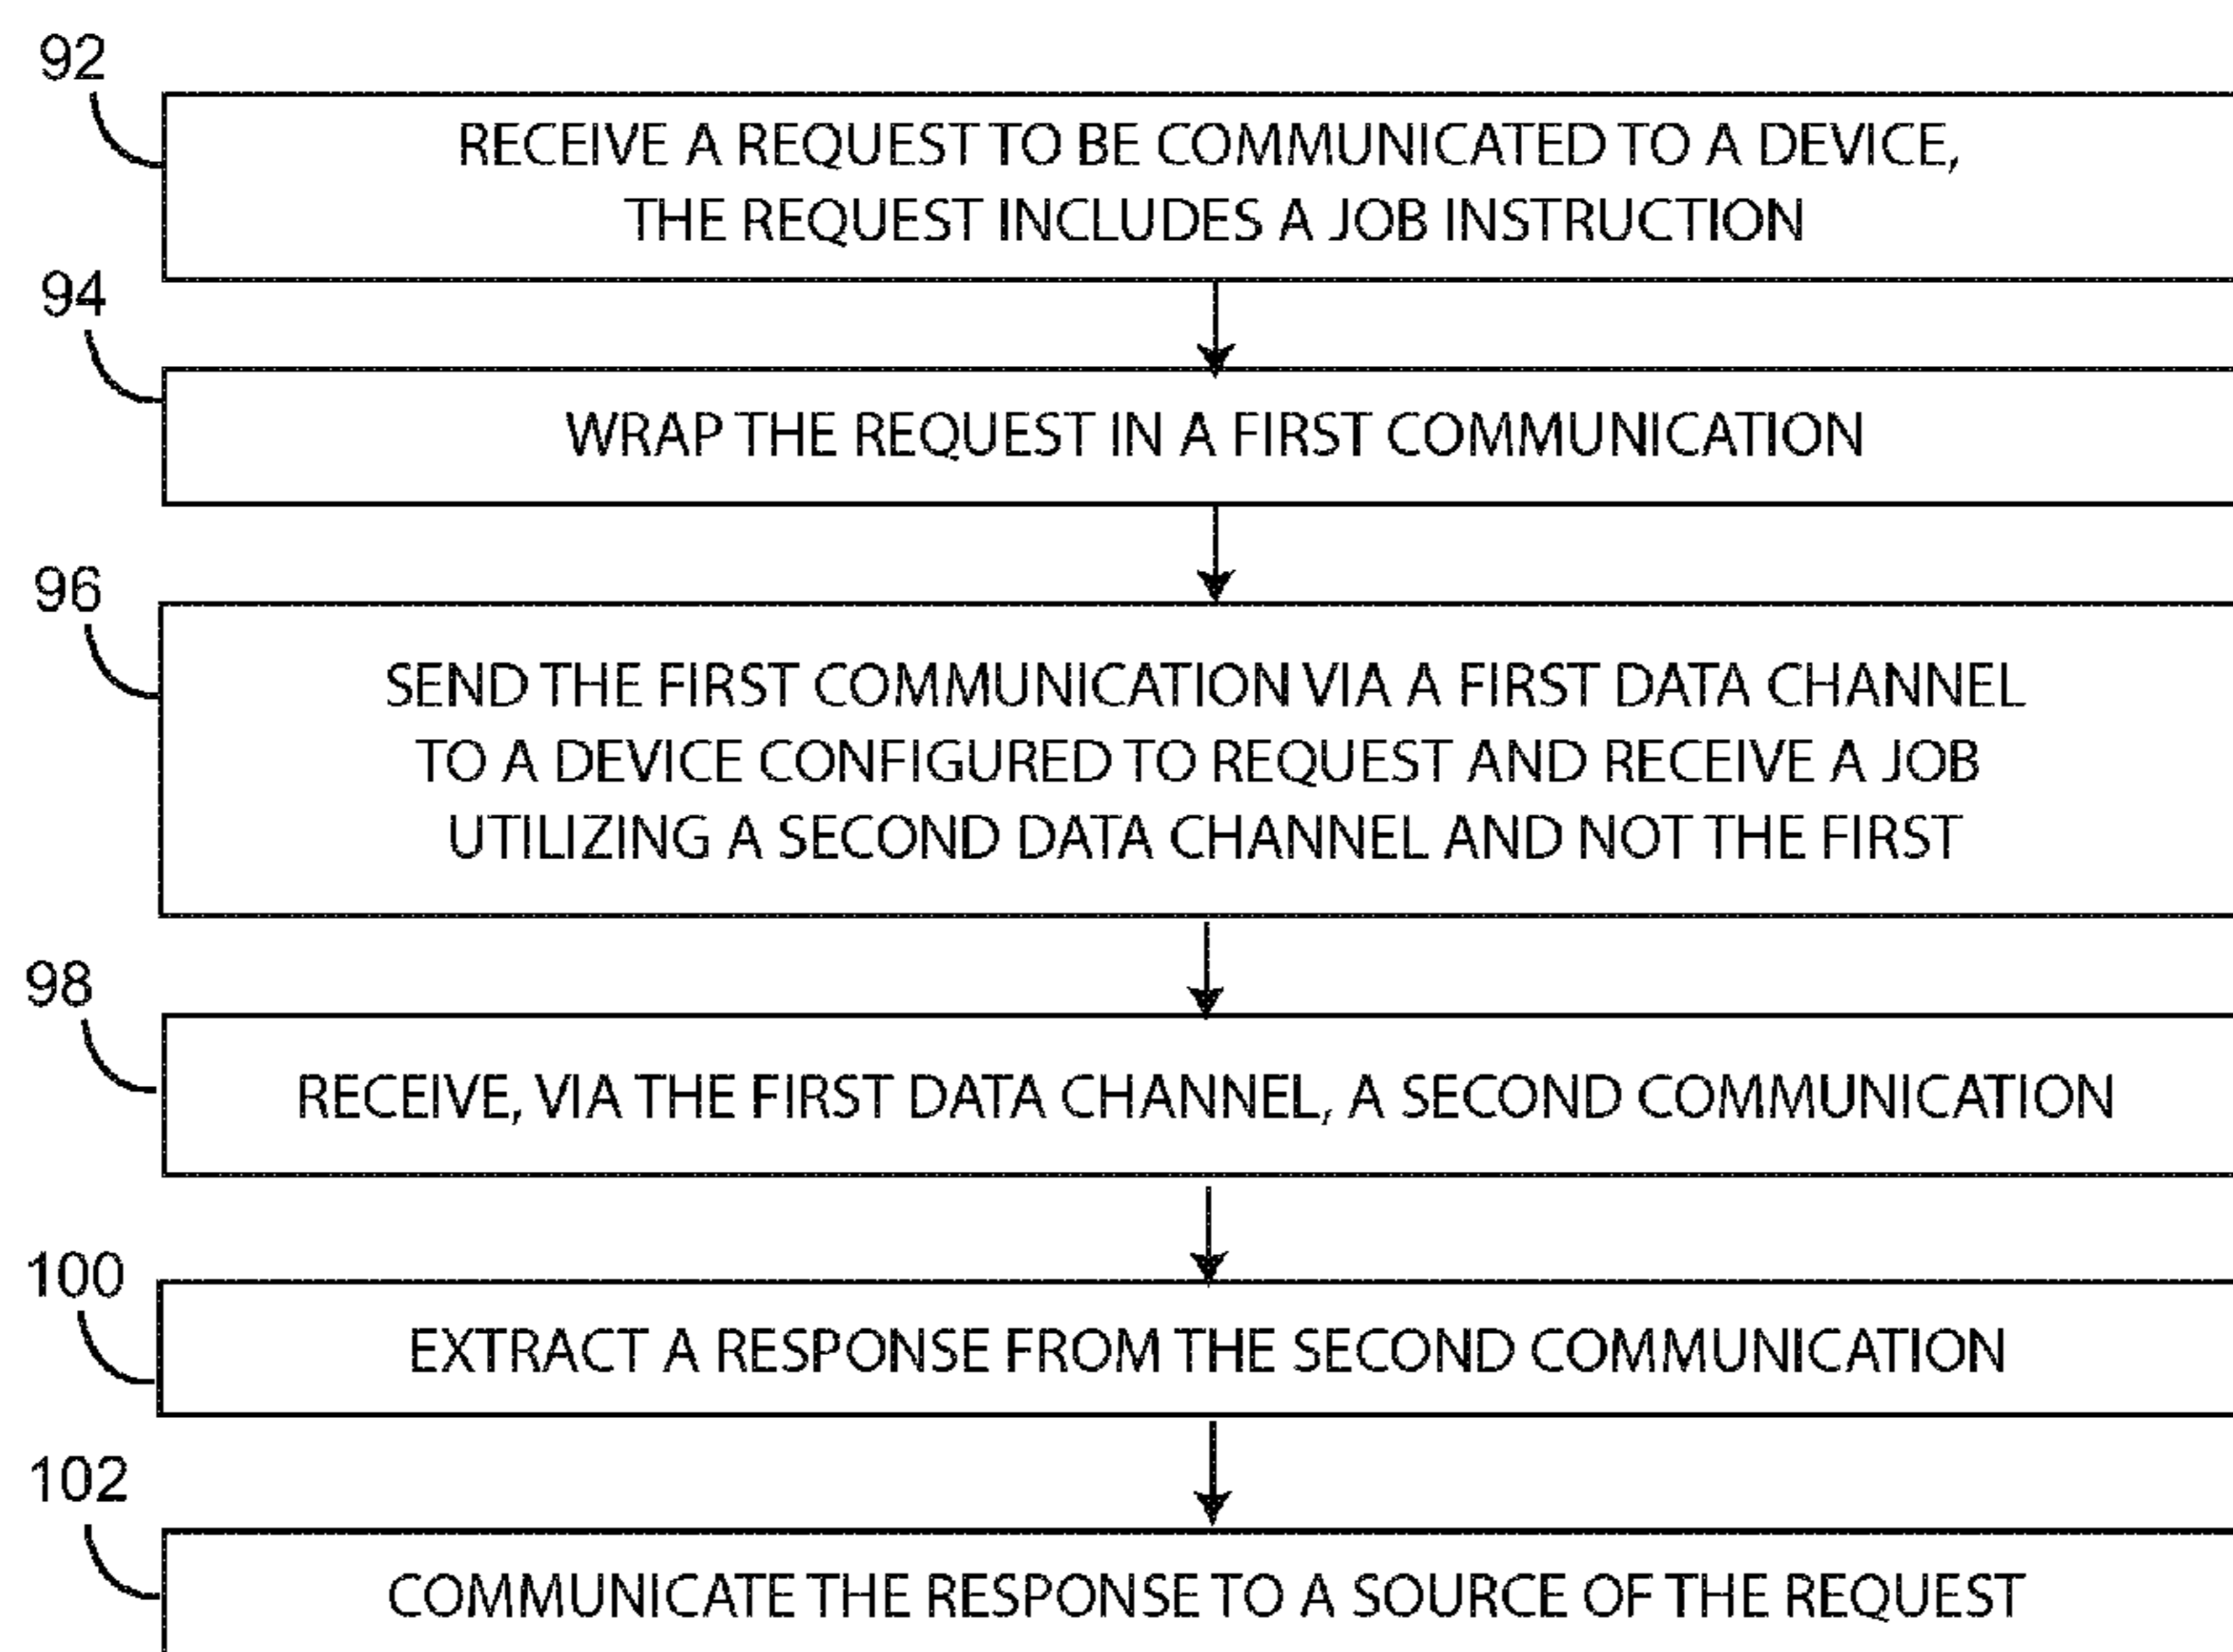 92
RECEIVE A REQUEST TO BE COMMUNICATED TO A DEVICE,
THE REQUEST INCLUDES A JOB INSTRUCTION
94
WRAP THE REQUEST IN A FIRST COMMUNICATION
96
SEND THE FIRST COMMUNICATION VIA A FIRST DATA CHANNEL
TO A DEVICE CONFIGURED TO REQUEST AND RECEIVE A JOB
UTILIZING A SECOND DATA CHANNEL AND NOT THE FIRST
98
RECEIVE, VIA THE FIRST DATA CHANNEL, A SECOND COMMUNICATION
100
EXTRACT A RESPONSE FROM THE SECOND COMMUNICATION
102
COMMUNICATE THE RESPONSE TO A SOURCE OF THE REQUEST